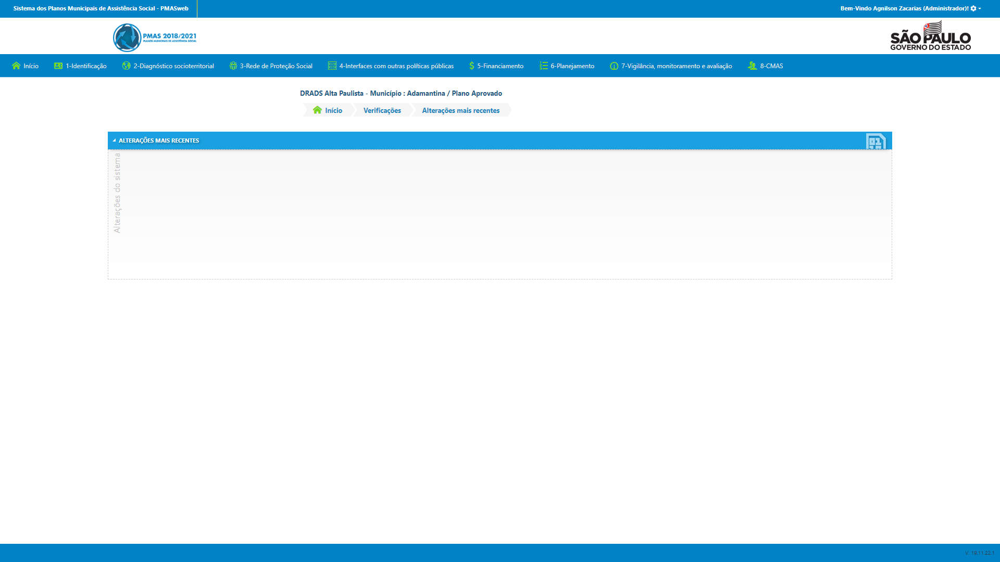 Sistema dos Planos Municipais de Assistência Social - PMASweb
Bem-Vindo Agnilson Zacarias (Administrador)!
PMAS 2018/2021
PLANOS MUNICIPAIS DE ASSISTÊNCIA SOCIAL
SÃO PAULO
GOVERNO DO ESTADO
Início
1-Identificação
2-Diagnóstico socioterritorial
3-Rede de Proteção Social
4-Interfaces com outras políticas públicas
5-Financiamento
6-Planejamento
7-Vigilância, monitoramento e avaliação
8-CMAS
DRADS Alta Paulista - Município : Adamantina / Plano Aprovado
Início
Verificações
Alterações mais recentes
ALTERAÇÕES MAIS RECENTES
Alterações do sistema
V: 19.11.22.1